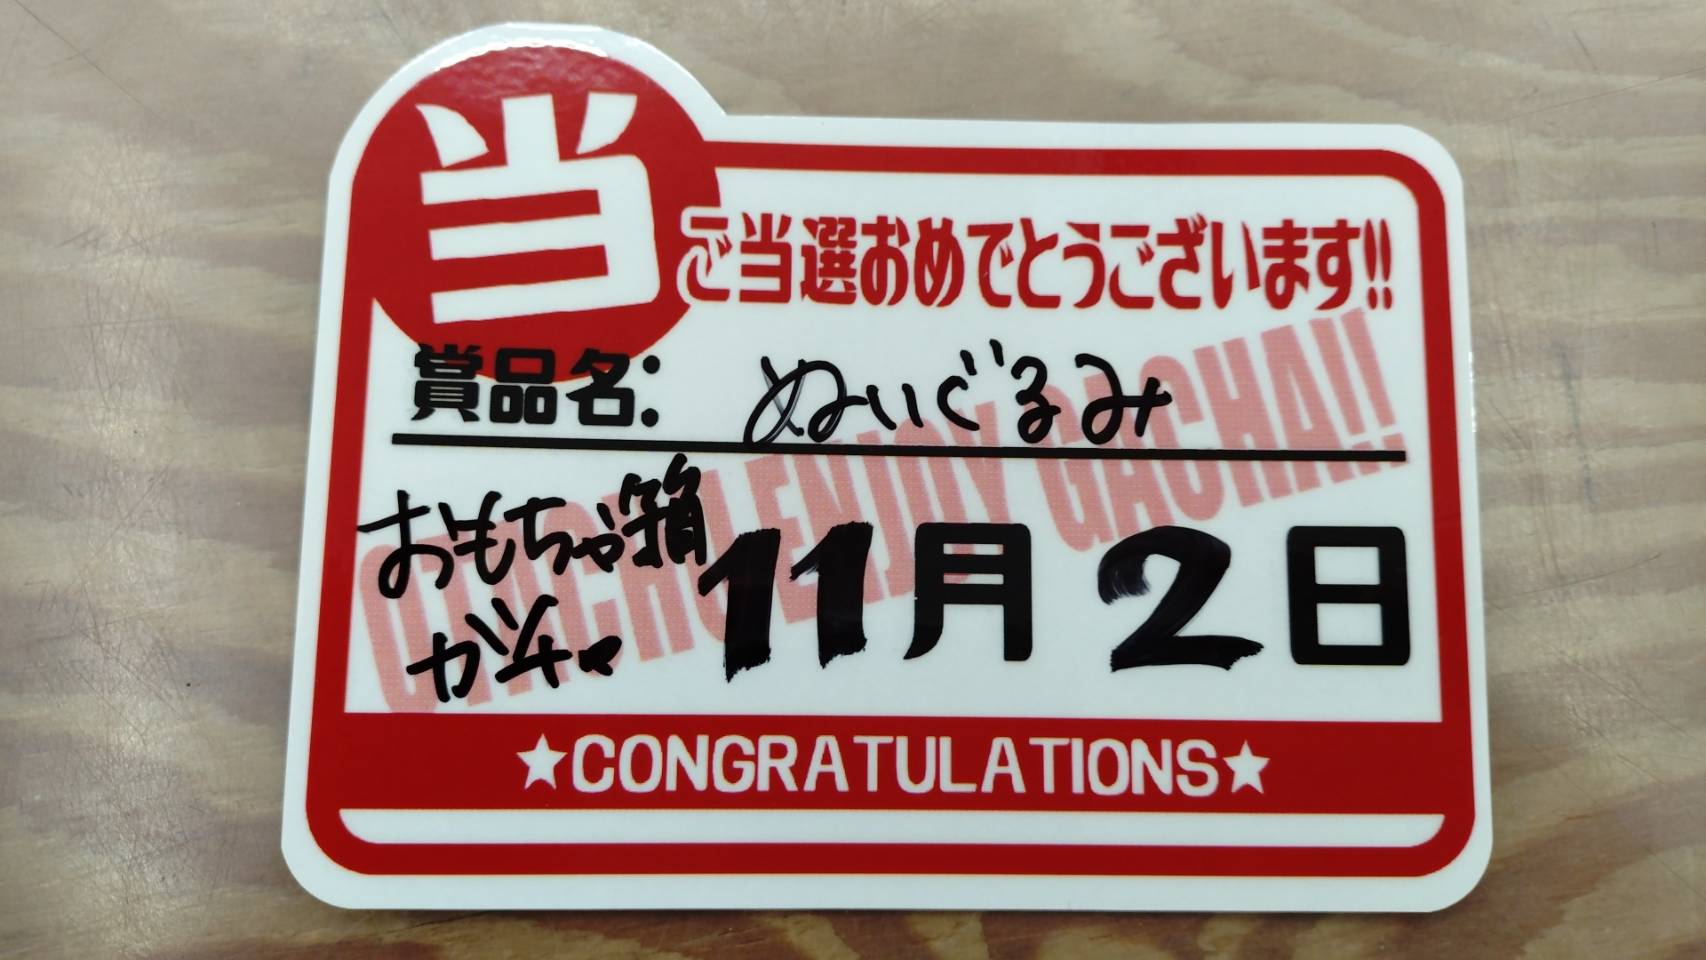 当
ご当選おめでとうございます!!
賞品名: ぬいぐるみ
おもちゃ箱
ガチャ
11月2日
ENJOY GACHA!!
★CONGRATULATIONS★